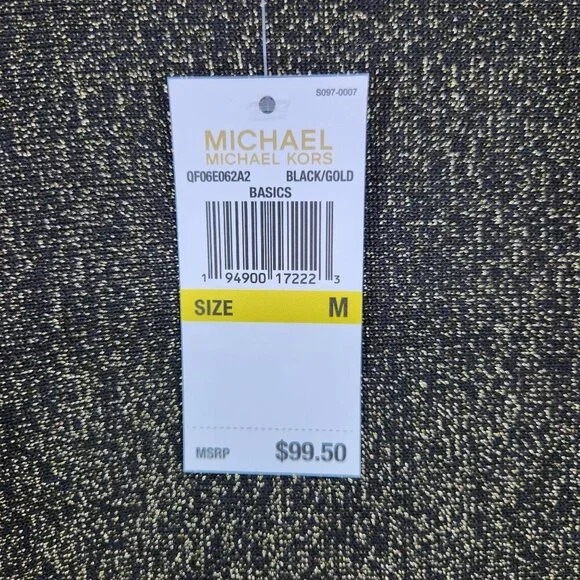 S097-0007
MICHAEL
MICHAEL KORS
QF06E062A2 BLACK/GOLD
BASICS
1 94900 17222 3
SIZE M
MSRP $99.50